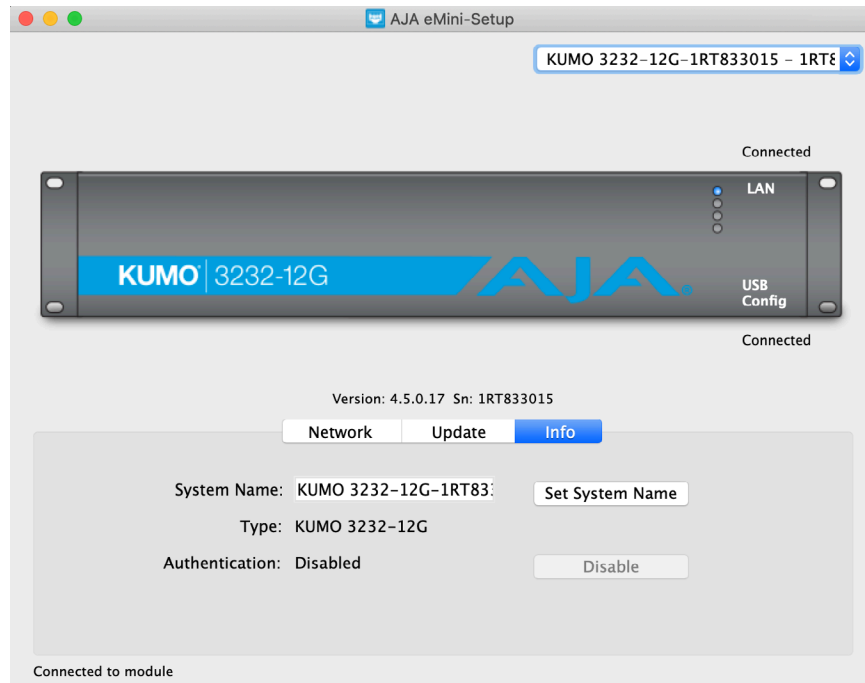 AJA eMini-Setup
KUMO 3232-12G-1RT833015 - 1RT8
Connected
LAN
KUMO 3232-12G
AJA
USB
Config
Connected
Version: 4.5.0.17 Sn: 1RT833015
Network Update Info
System Name: KUMO 3232-12G-1RT83 Set System Name
Type: KUMO 3232-12G
Authentication: Disabled Disable
Connected to module